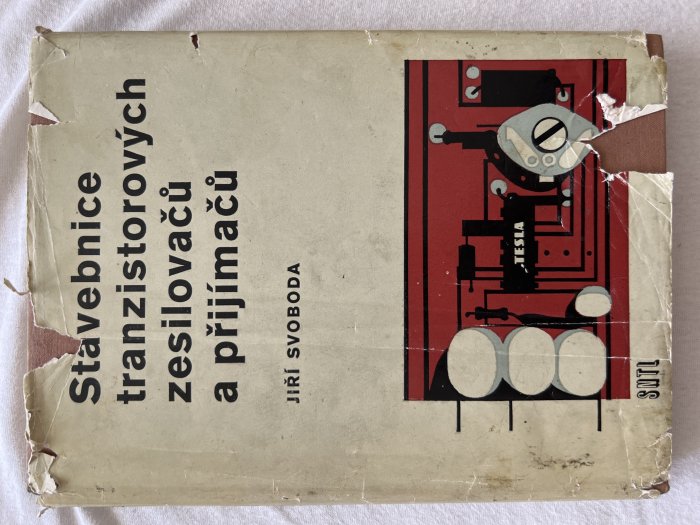 Stavebnice
tranzistorových
zesilovačů
a přijímačů
JIŘÍ SVOBODA
TESLA
SNTL